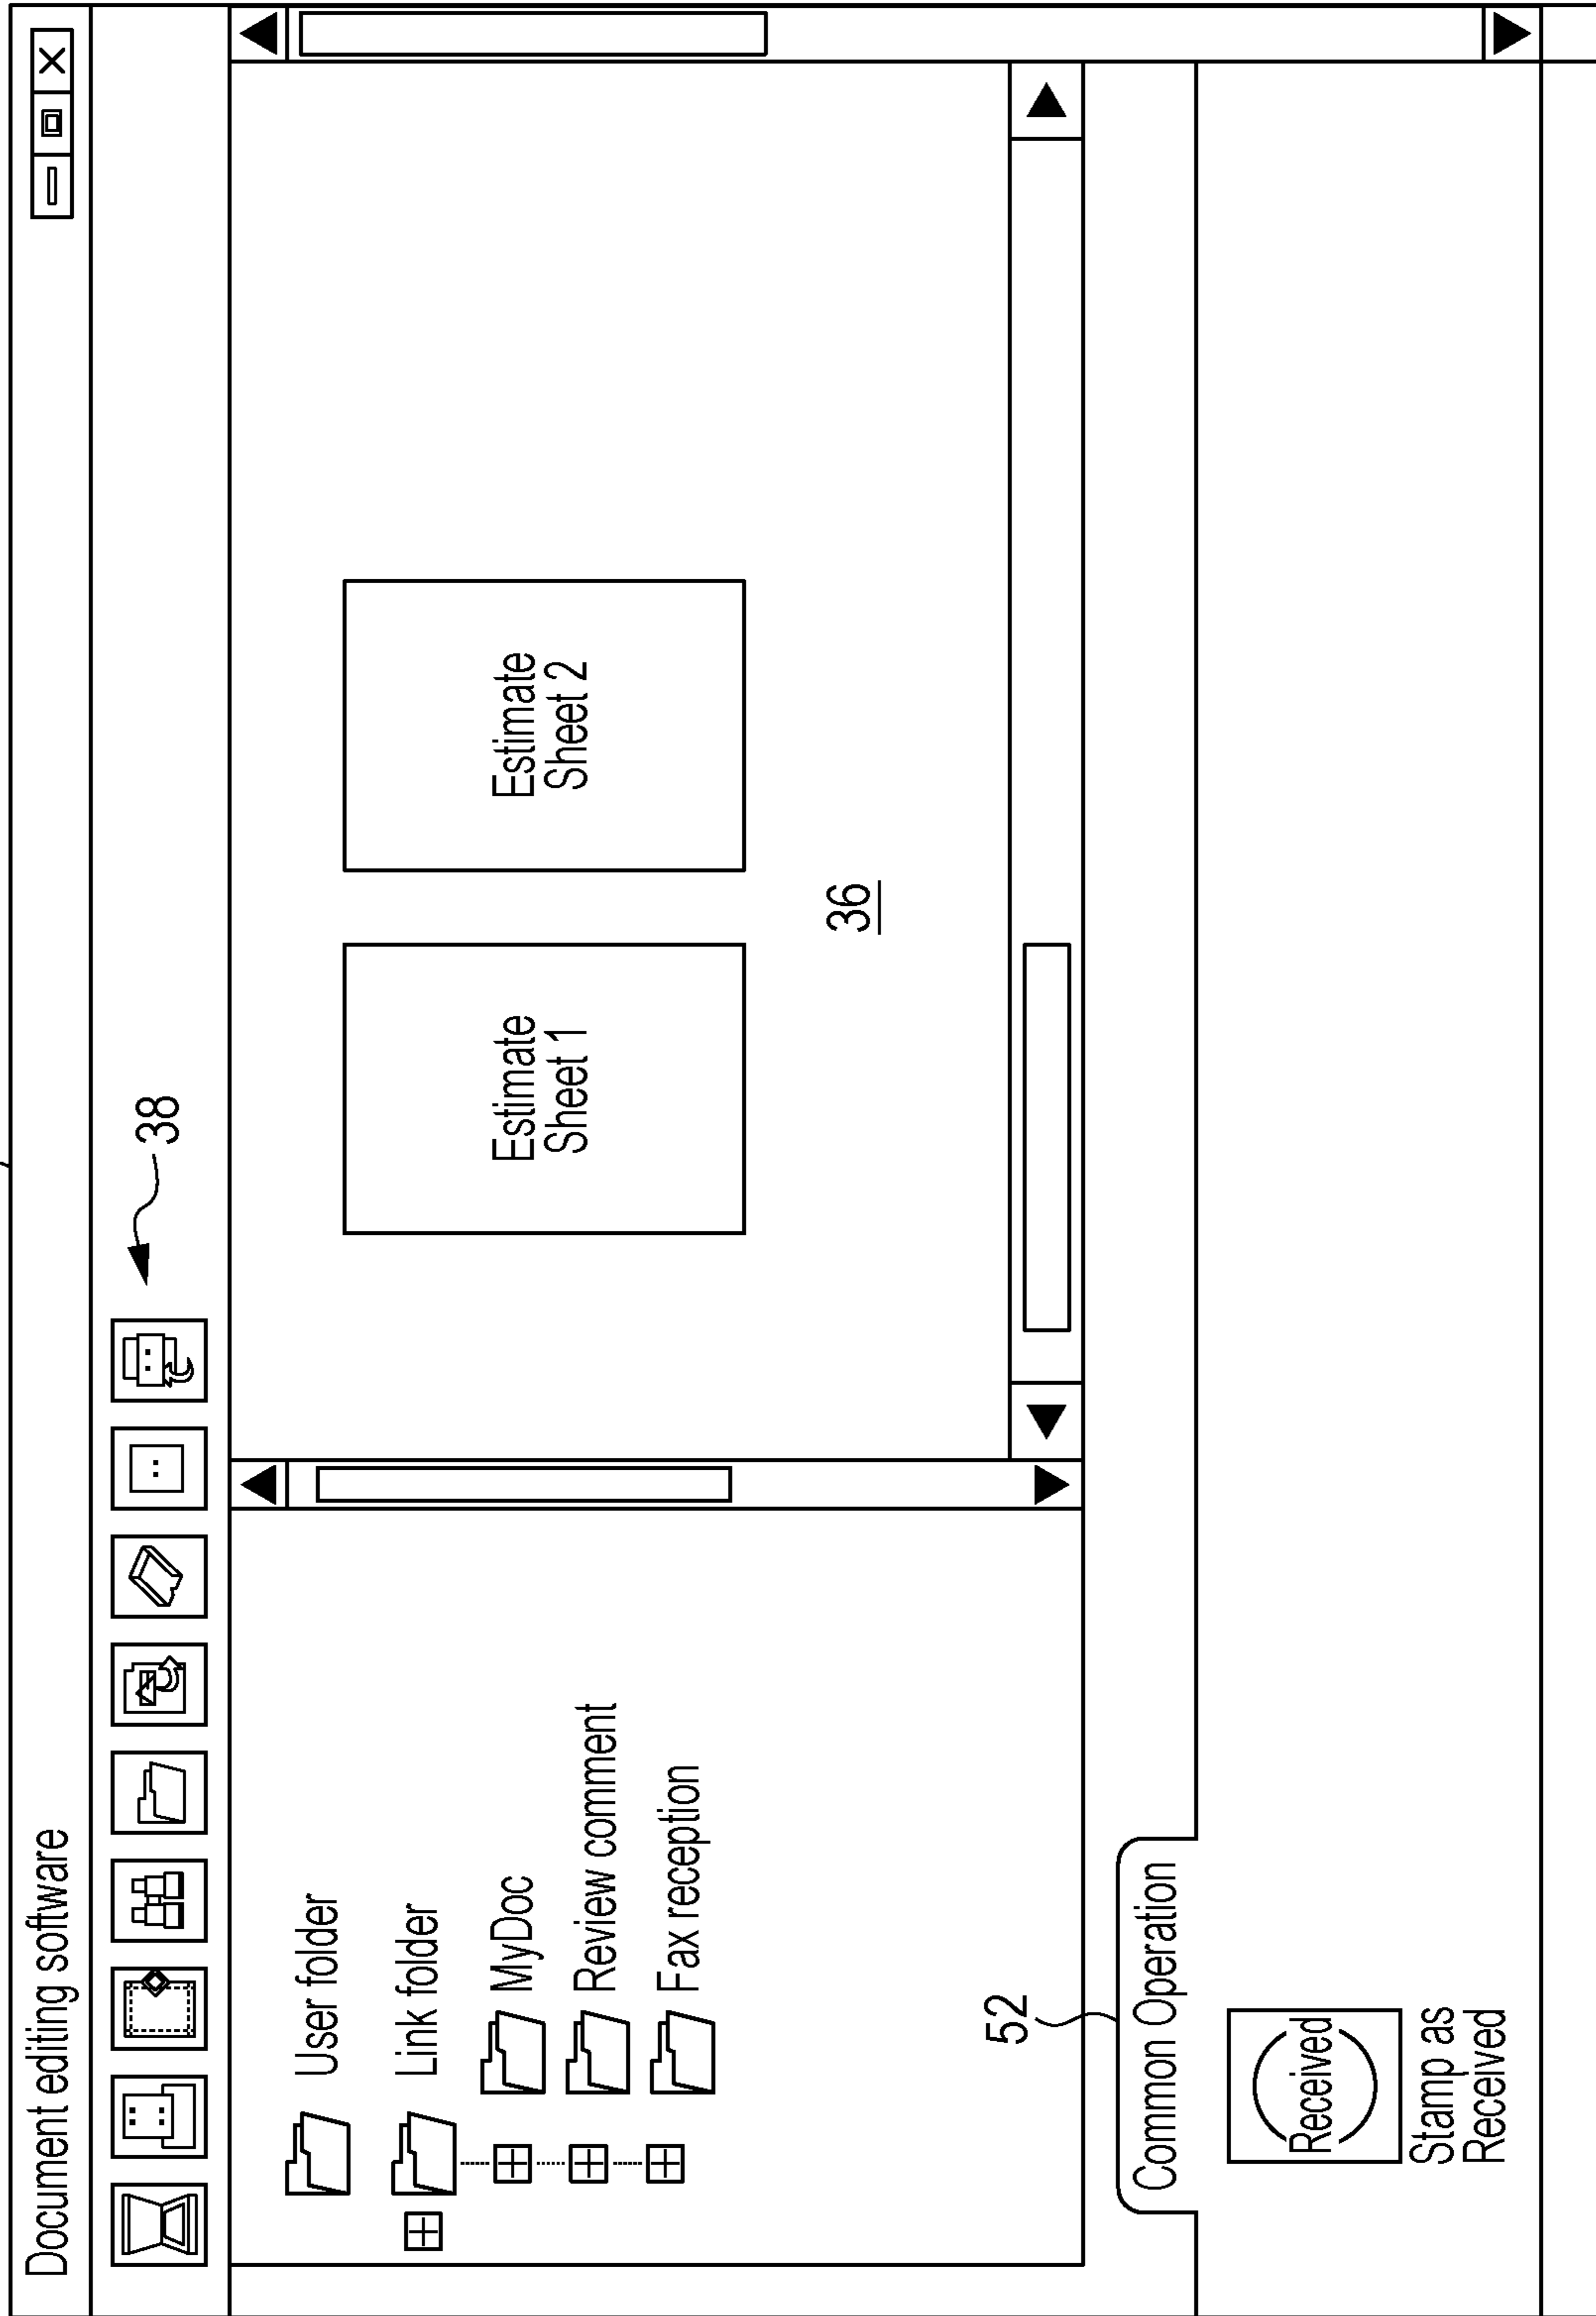 Document editing software
38
User folder
Link folder
MyDoc
Review comment
Fax reception
Estimate
Sheet 1
Estimate
Sheet 2
36
52
Common Operation
Received
Stamp as
Received